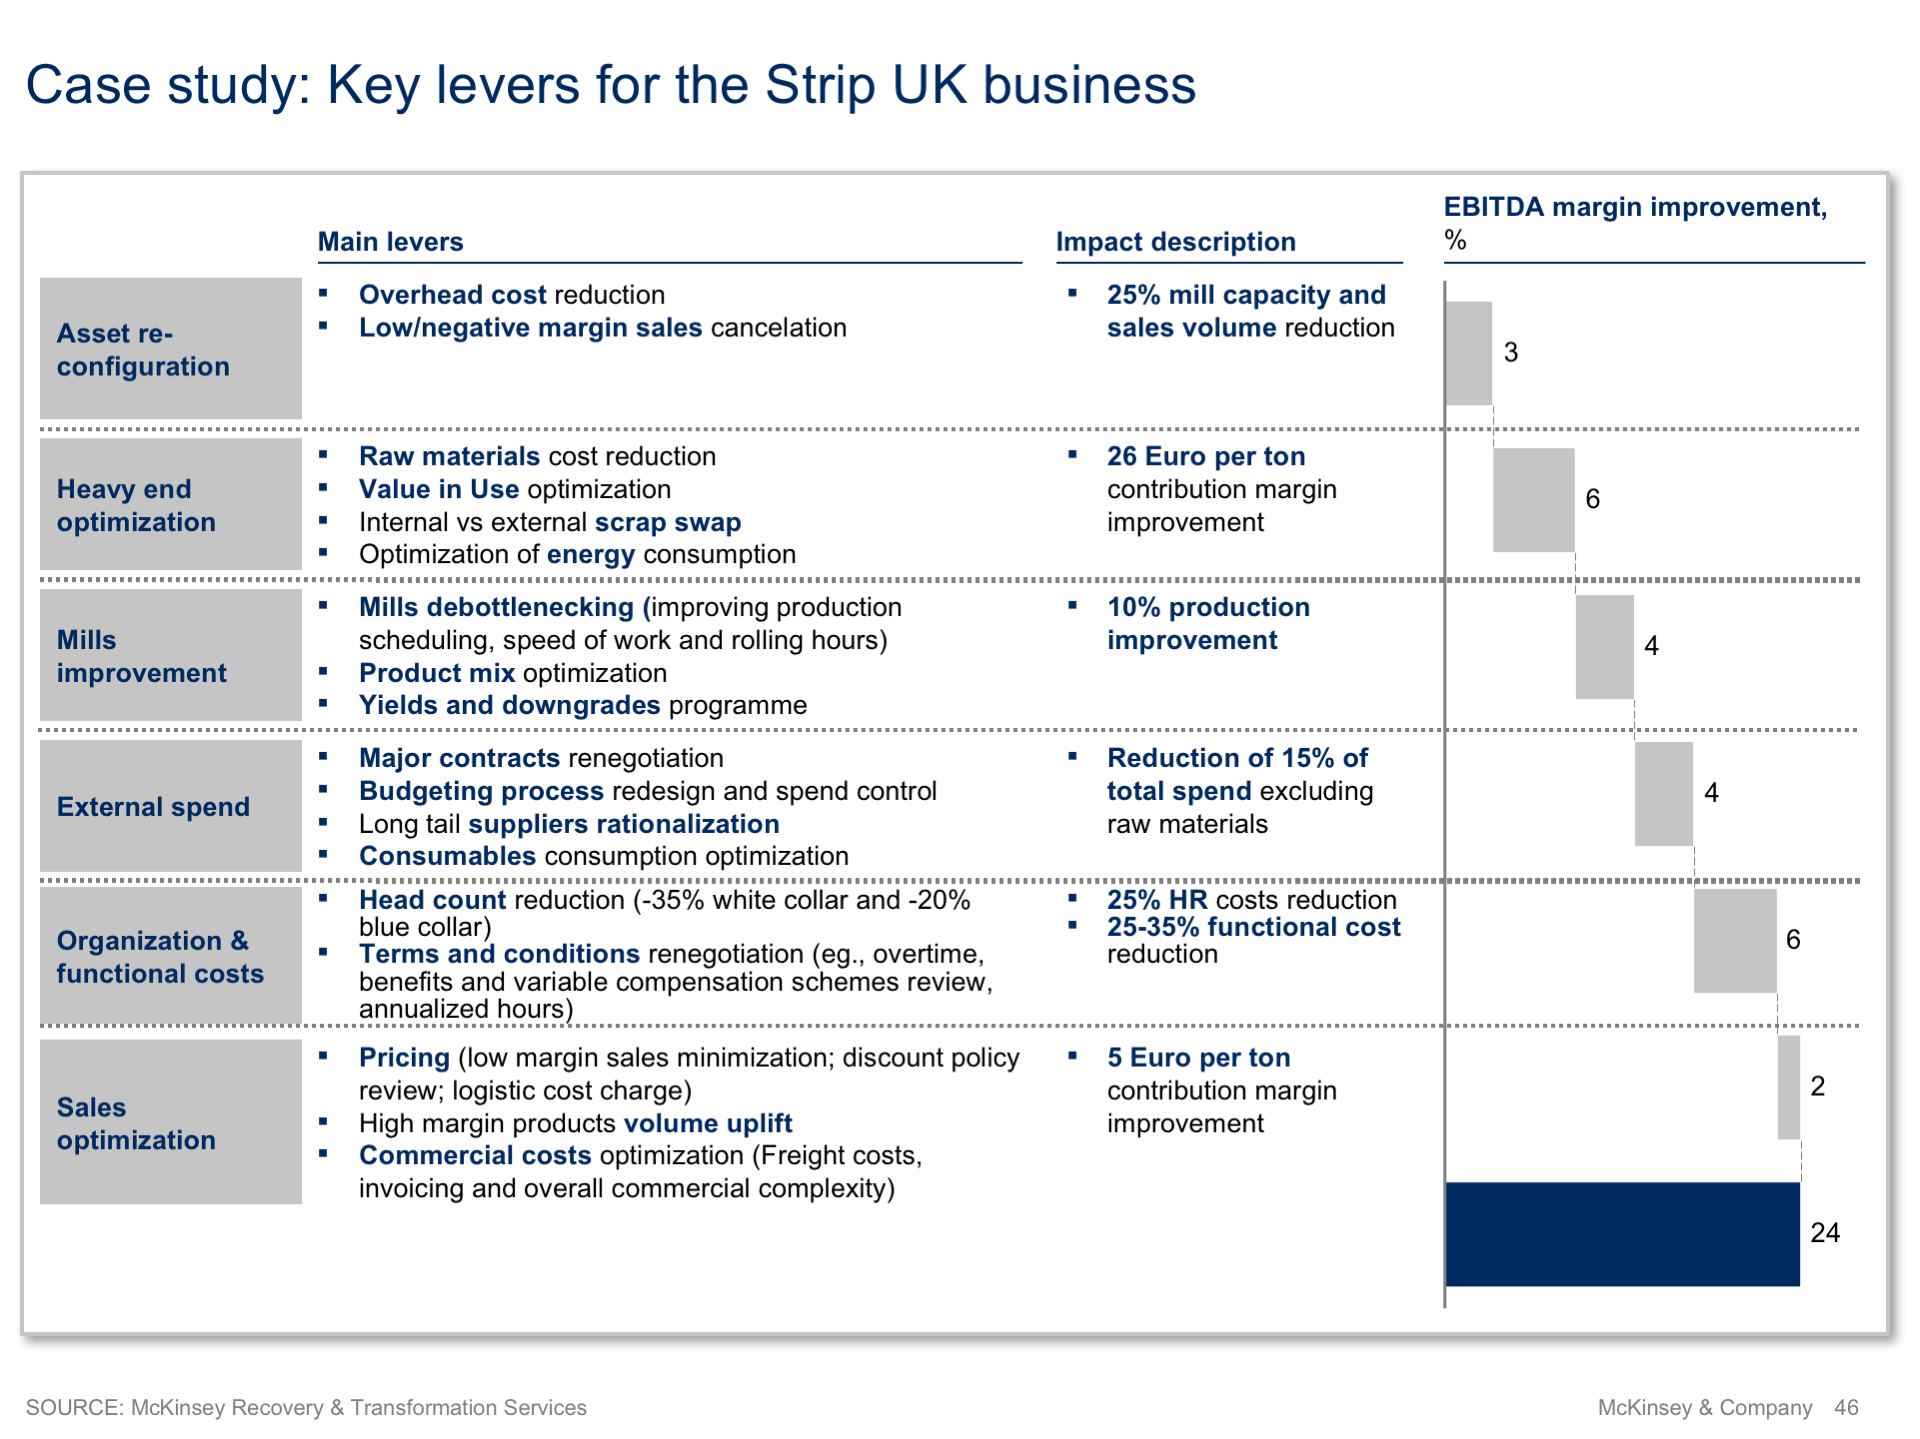 Case study: Key levers for the Strip UK business
Main levers
Impact description
EBITDA margin improvement,
%
Asset re-
configuration
▪ Overhead cost reduction
▪ Low/negative margin sales cancelation
▪ 25% mill capacity and
sales volume reduction
3
Heavy end
optimization
▪ Raw materials cost reduction
▪ Value in Use optimization
▪ Internal vs external scrap swap
▪ Optimization of energy consumption
▪ 26 Euro per ton
contribution margin
improvement
6
Mills
improvement
▪ Mills debottlenecking (improving production
scheduling, speed of work and rolling hours)
▪ Product mix optimization
▪ Yields and downgrades programme
▪ 10% production
improvement
4
External spend
▪ Major contracts renegotiation
▪ Budgeting process redesign and spend control
▪ Long tail suppliers rationalization
▪ Consumables consumption optimization
▪ Reduction of 15% of
total spend excluding
raw materials
4
Organization &
functional costs
▪ Head count reduction (-35% white collar and -20%
blue collar)
▪ Terms and conditions renegotiation (eg., overtime,
benefits and variable compensation schemes review,
annualized hours)
▪ 25% HR costs reduction
▪ 25-35% functional cost
reduction
6
Sales
optimization
▪ Pricing (low margin sales minimization; discount policy
review; logistic cost charge)
▪ High margin products volume uplift
▪ Commercial costs optimization (Freight costs,
invoicing and overall commercial complexity)
▪ 5 Euro per ton
contribution margin
improvement
2
24
SOURCE: McKinsey Recovery & Transformation Services
McKinsey & Company 46